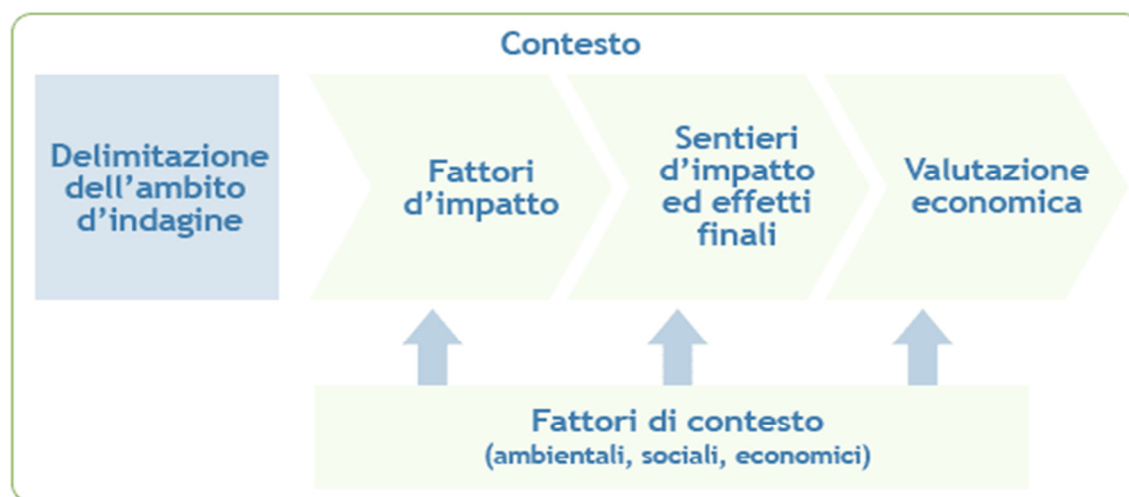 Contesto
Delimitazione
dell'ambito
d'indagine
Fattori
d'impatto
Sentieri
d'impatto
ed effetti
finali
Valutazione
economica
Fattori di contesto
(ambientali, sociali, economici)